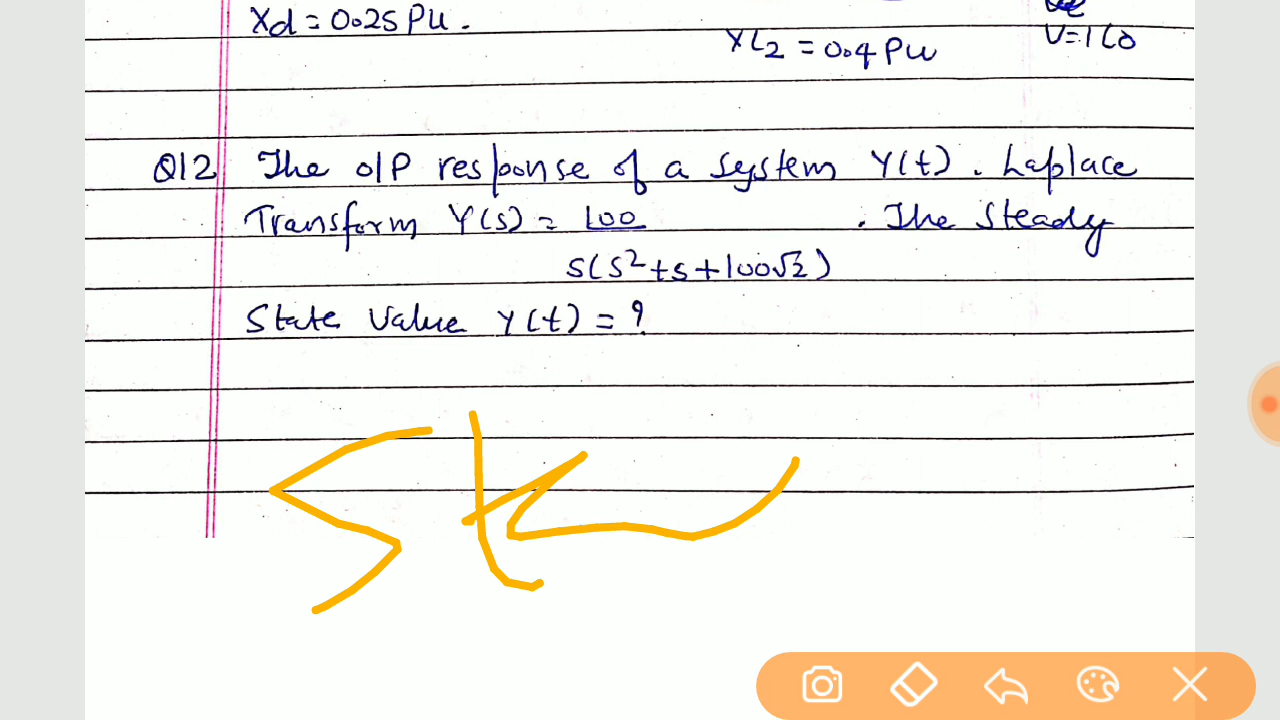 Xd = 0.25 PU.
XL2 = 0.4 PU
V=1∠0
Q12 The o/P response of a system Y(t). Laplace
Transform Y(s) = 100 . The Steady
s(s²+s+100√2)
State Value Y(t) = ?